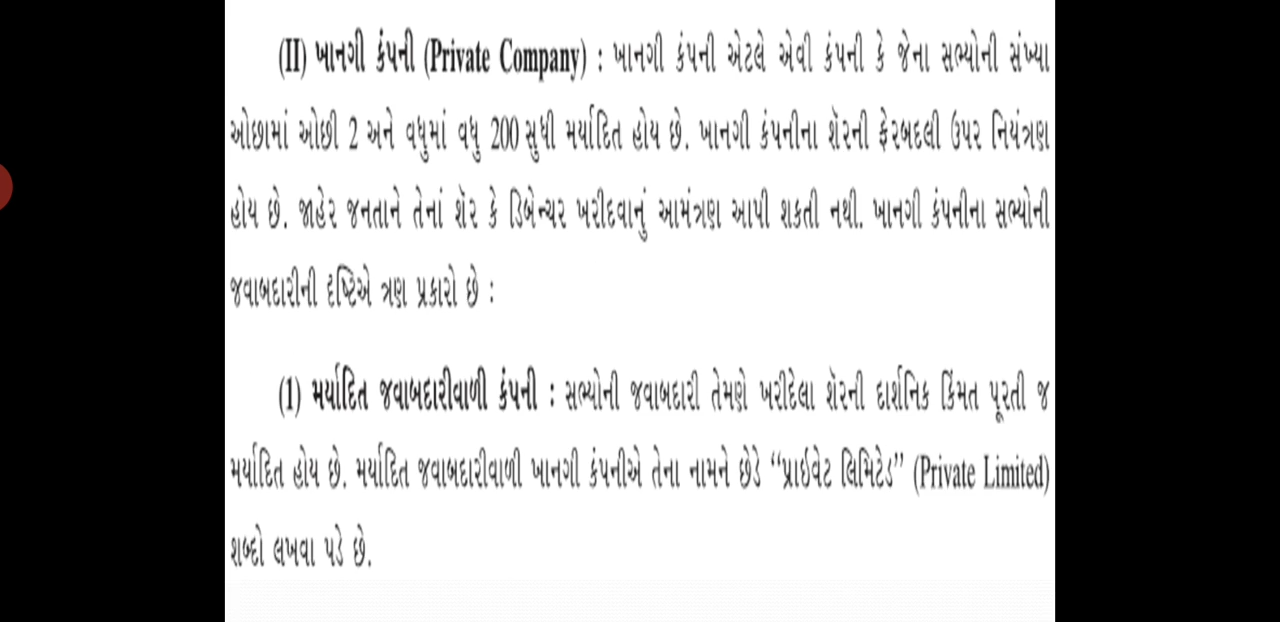 (II) ખાનગી કંપની (Private Company) : ખાનગી કંપની એટલે એવી કંપની કે જેના સભ્યોની સંખ્યા
ઓછામાં ઓછી 2 અને વધુમાં વધુ 200 સુધી મર્યાદિત હોય છે. ખાનગી કંપનીના શૅરની ફેરબદલી ઉપર નિયંત્રણ
હોય છે. જાહેર જનતાને તેનાં શૅર કે ડિબેન્ચર ખરીદવાનું આમંત્રણ આપી શકતી નથી. ખાનગી કંપનીના સભ્યોની
જવાબદારીની દૃષ્ટિએ ત્રણ પ્રકારો છે :
(1) મર્યાદિત જવાબદારીવાળી કંપની : સભ્યોની જવાબદારી તેમણે ખરીદેલા શૅરની દાર્શનિક કિંમત પૂરતી જ
મર્યાદિત હોય છે. મર્યાદિત જવાબદારીવાળી ખાનગી કંપનીએ તેના નામને છેડે “પ્રાઈવેટ લિમિટેડ” (Private Limited)
શબ્દો લખવા પડે છે.